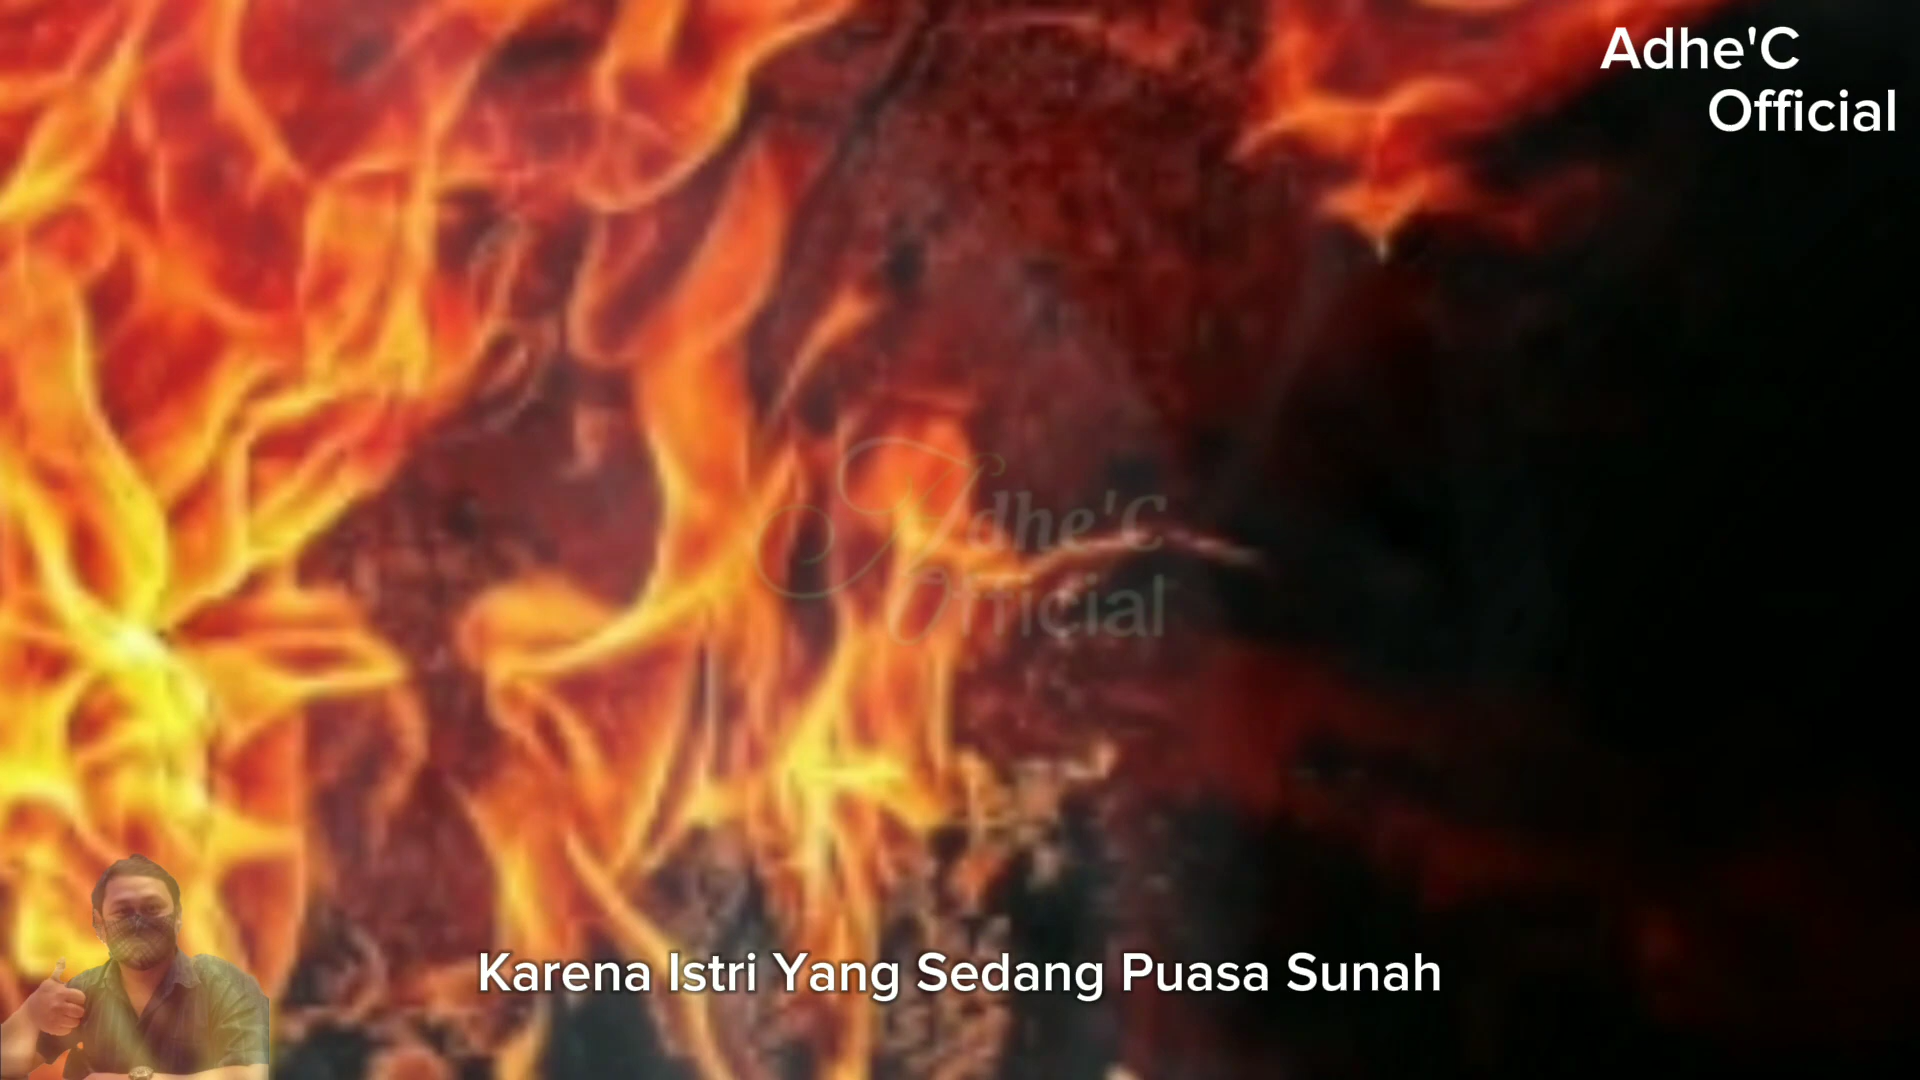 Adhe'C
Official
Adhe'C
Official
Karena Istri Yang Sedang Puasa Sunah